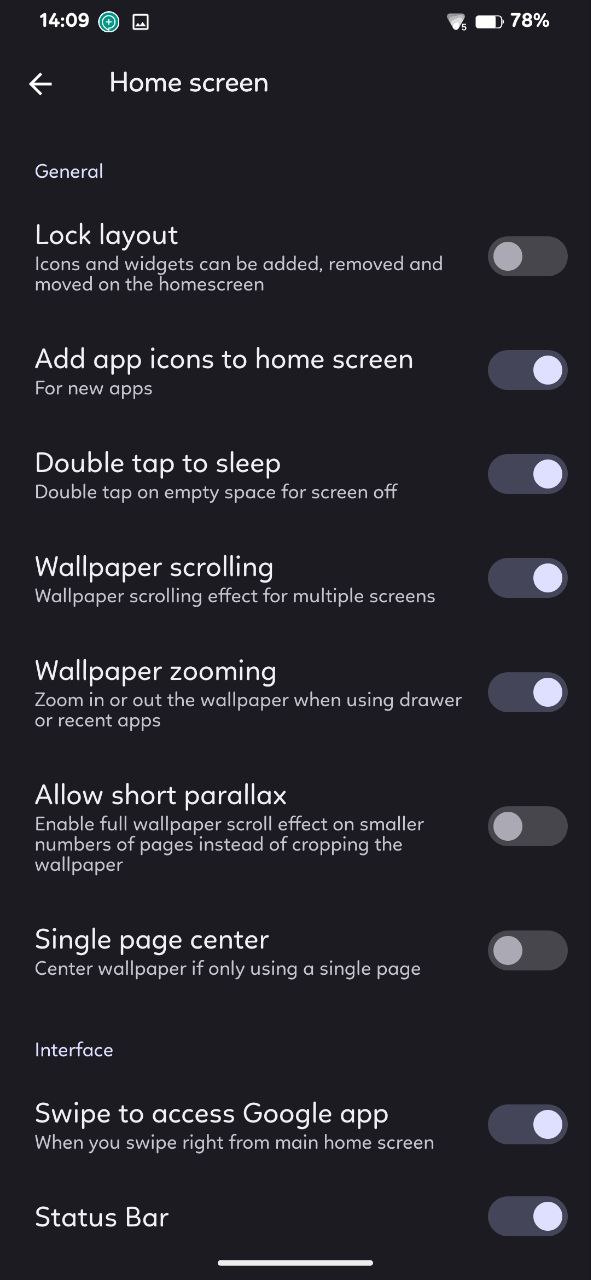 14:09
5
78%
Home screen
General
Lock layout
Icons and widgets can be added, removed and
moved on the homescreen
Add app icons to home screen
For new apps
Double tap to sleep
Double tap on empty space for screen off
Wallpaper scrolling
Wallpaper scrolling effect for multiple screens
Wallpaper zooming
Zoom in or out the wallpaper when using drawer
or recent apps
Allow short parallax
Enable full wallpaper scroll effect on smaller
numbers of pages instead of cropping the
wallpaper
Single page center
Center wallpaper if only using a single page
Interface
Swipe to access Google app
When you swipe right from main home screen
Status Bar